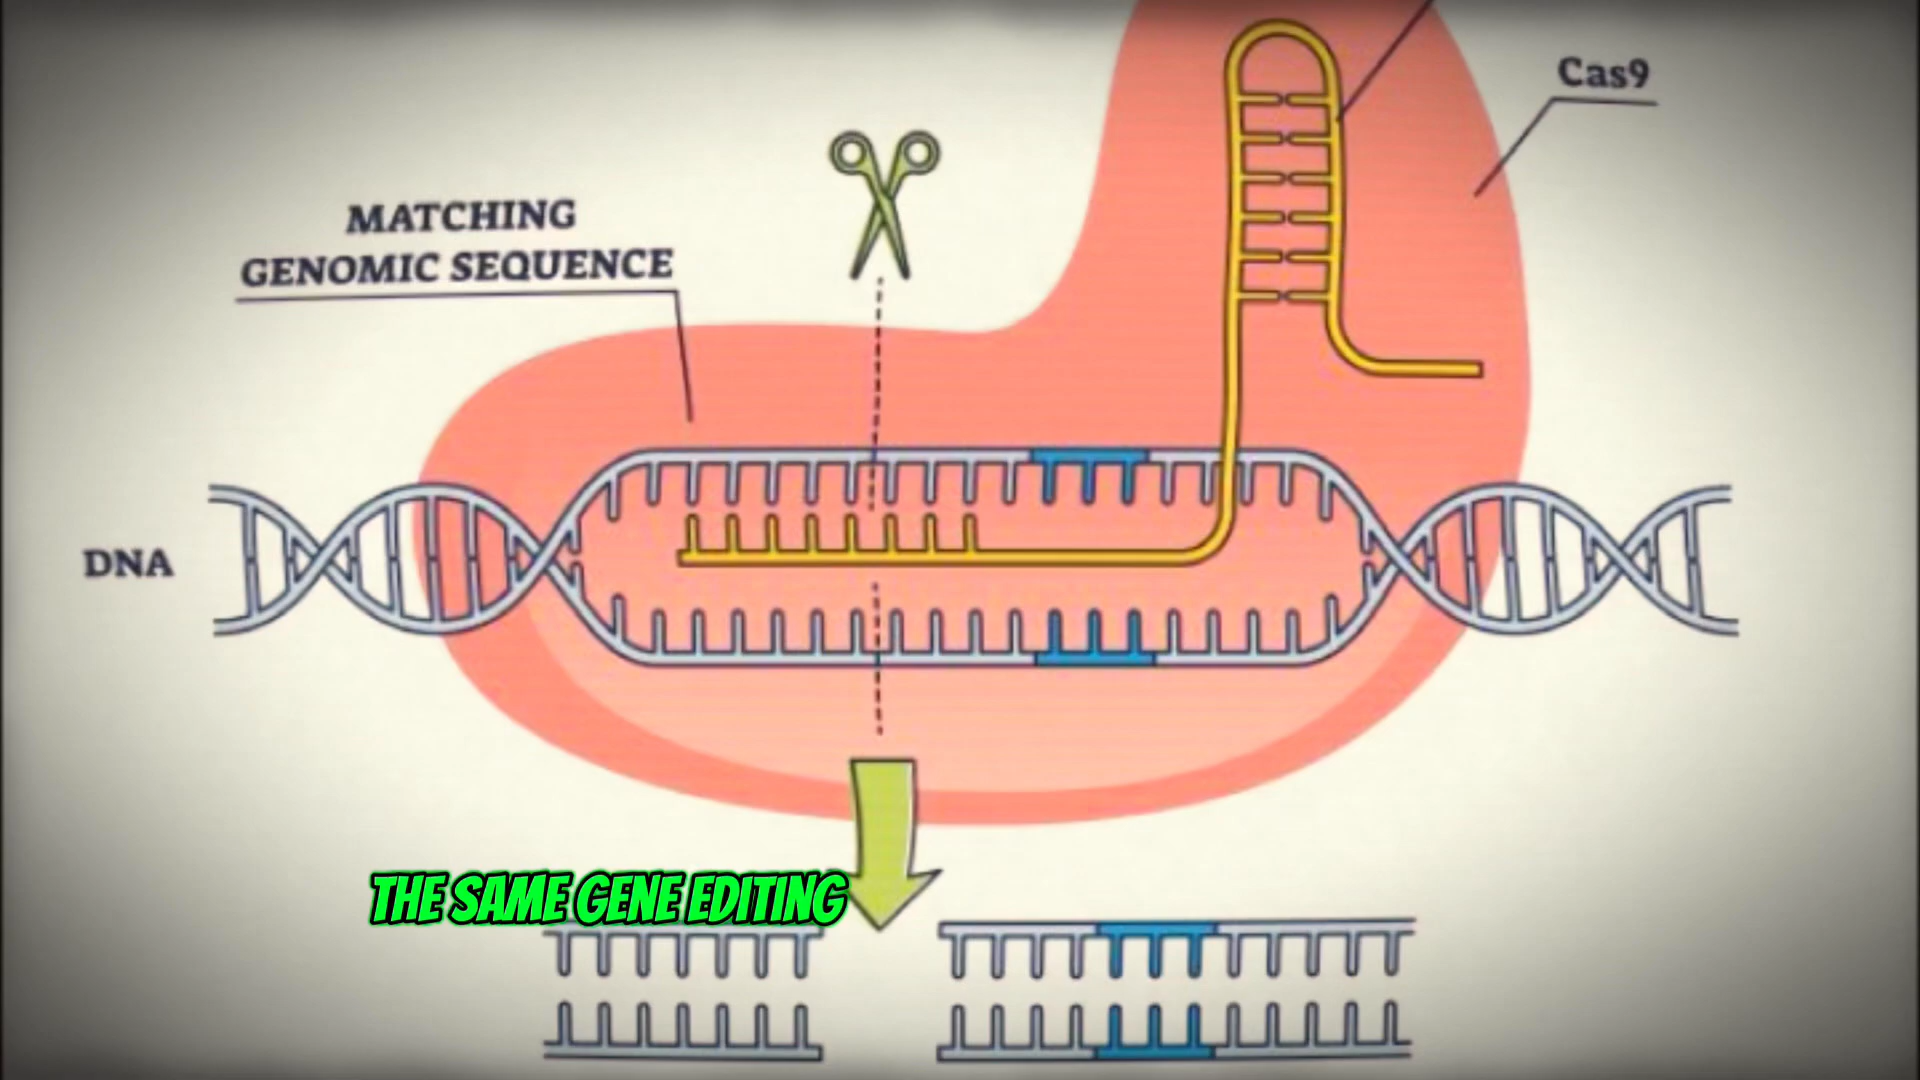 Cas9
MATCHING
GENOMIC SEQUENCE
DNA
THE SAME GENE EDITING